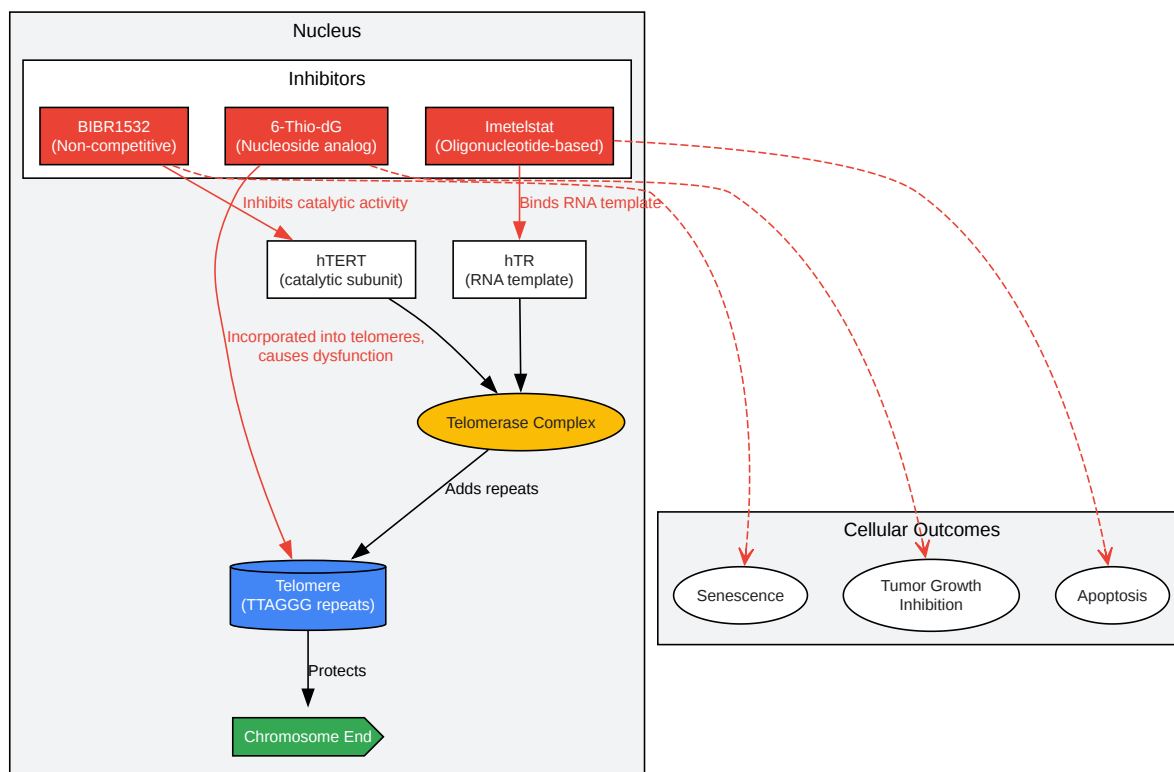 Nucleus
Inhibitors
BIBR1532
(Non-competitive)
6-Thio-dG
(Nucleoside analog)
Imetelstat
(Oligonucleotide-based)
Inhibits catalytic activity
Binds RNA template
hTERT
(catalytic subunit)
hTR
(RNA template)
Incorporated into telomeres,
causes dysfunction
Telomerase Complex
Adds repeats
Cellular Outcomes
Telomere
(TTAGGG repeats)
Senescence
Tumor Growth
Inhibition
Apoptosis
Protects
Chromosome End